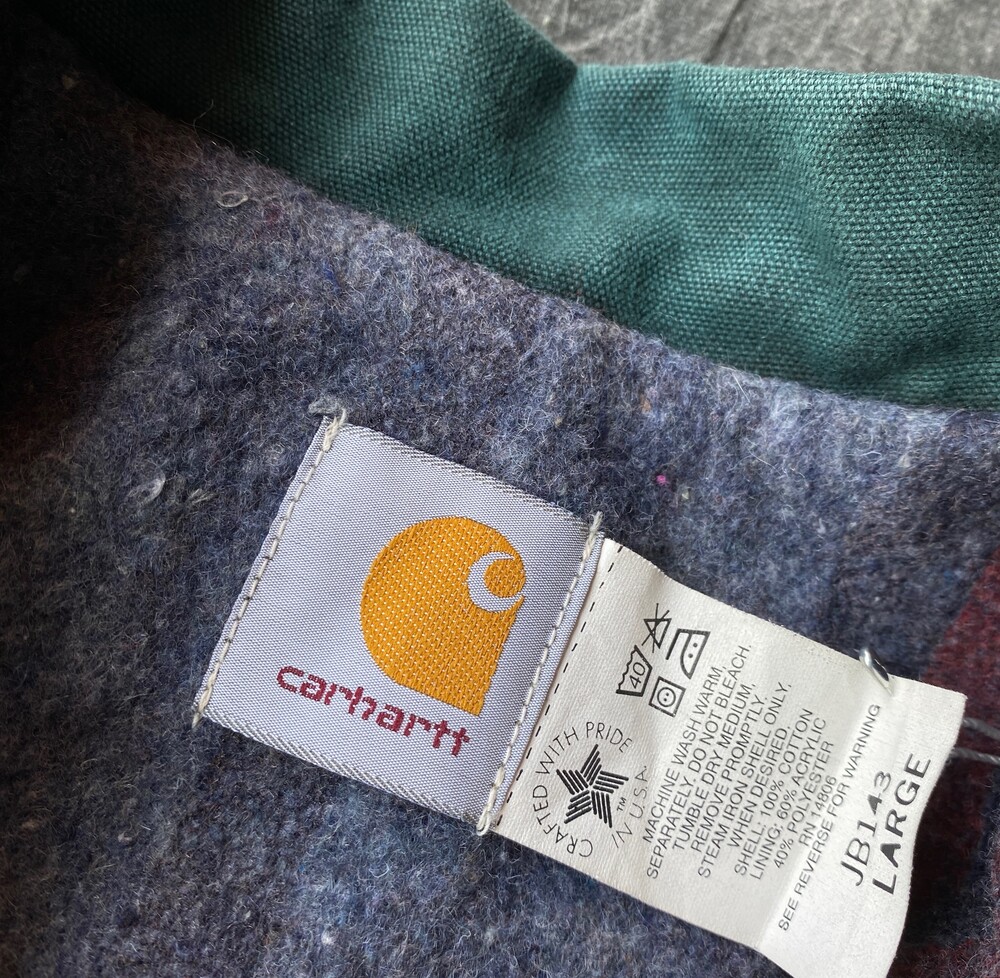 carhartt
40
CRAFTED WITH PRIDE
IN U.S.A.™
MACHINE WASH WARM.
SEPARATELY. DO NOT BLEACH.
TUMBLE DRY MEDIUM.
REMOVE PROMPTLY.
STEAM IRON SHELL ONLY,
WHEN DESIRED.
SHELL: 100% COTTON
LINING: 60% ACRYLIC
40% POLYESTER
RN 14806
SEE REVERSE FOR WARNING
JB143
LARGE